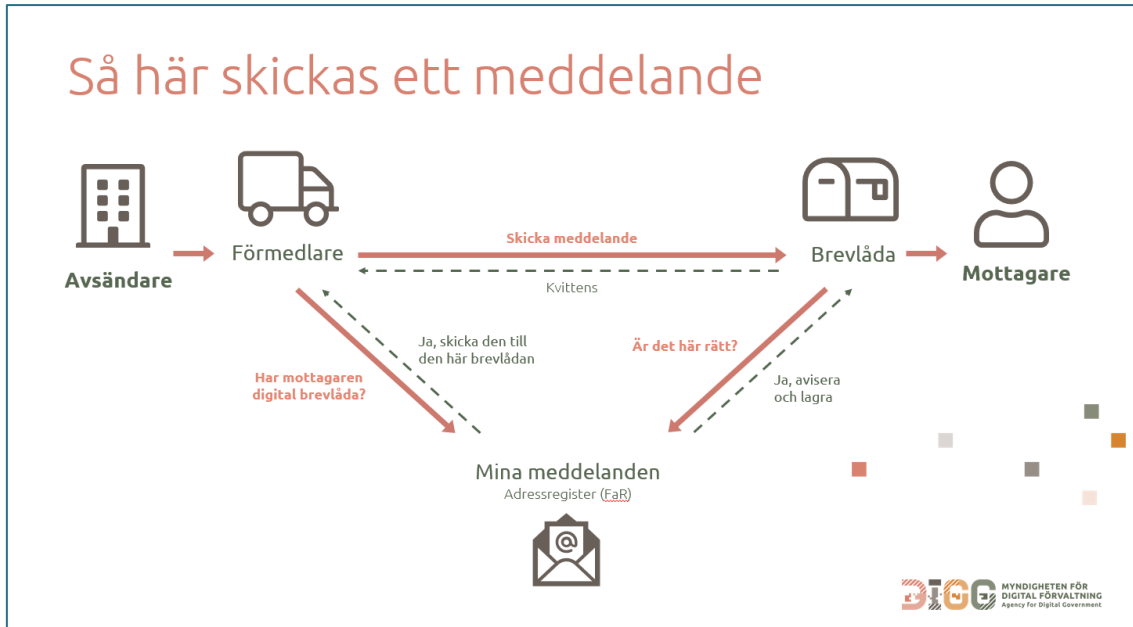 Så här skickas ett meddelande
Avsändare
Förmedlare
Skicka meddelande
Kvittens
Brevlåda
Mottagare
Ja, skicka den till
den här brevlådan
Har mottagaren
digital brevlåda?
Är det här rätt?
Ja, avisera
och lagra
Mina meddelanden
Adressregister (FaR)
@
DIGG
MYNDIGHETEN FÖR
DIGITAL FÖRVALTNING
Agency for Digital Government